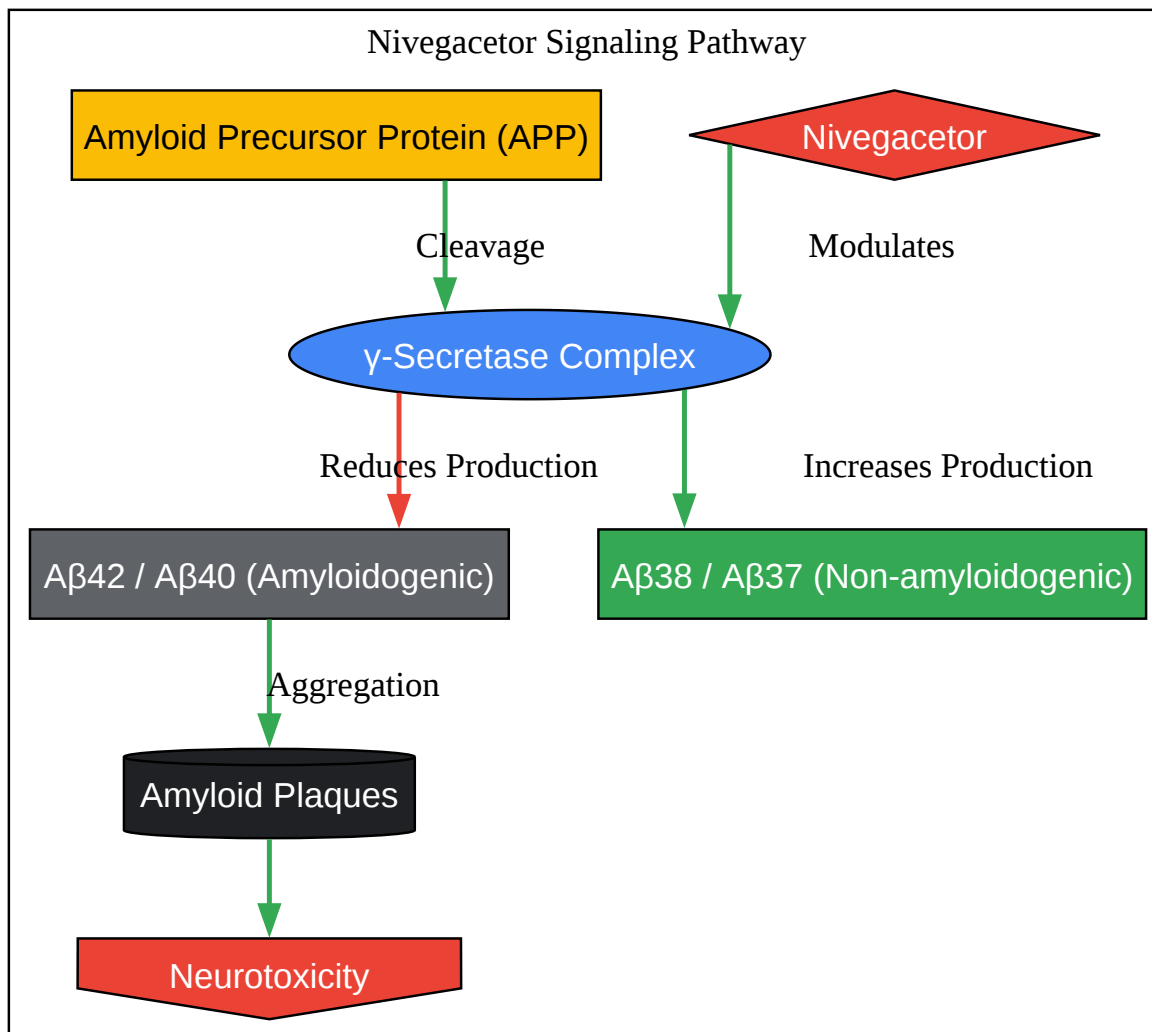 Nivegacetor Signaling Pathway
Amyloid Precursor Protein (APP)
Nivegacetor
Cleavage
Modulates
γ-Secretase Complex
Reduces Production
Increases Production
Aβ42 / Aβ40 (Amyloidogenic)
Aβ38 / Aβ37 (Non-amyloidogenic)
Aggregation
Amyloid Plaques
Neurotoxicity